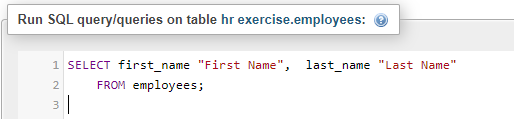 Run SQL query/queries on table hr exercise.employees:
1 SELECT first_name "First Name",  last_name "Last Name"
2     FROM employees;
3